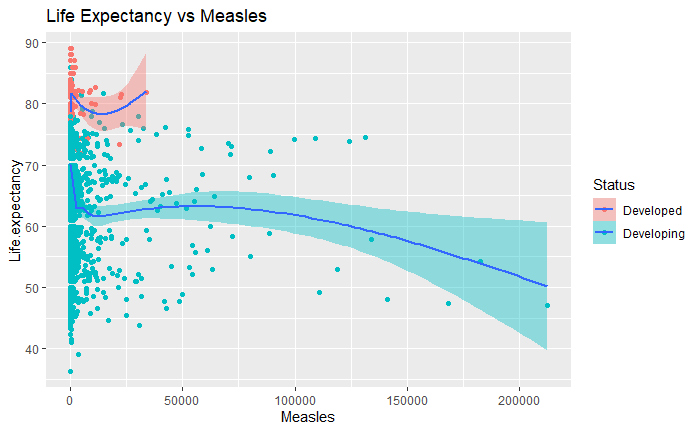 Life Expectancy vs Measles
90
80
70
60
50
40
Life.expectancy
0 50000 100000 150000 200000
Measles
Status
Developed
Developing